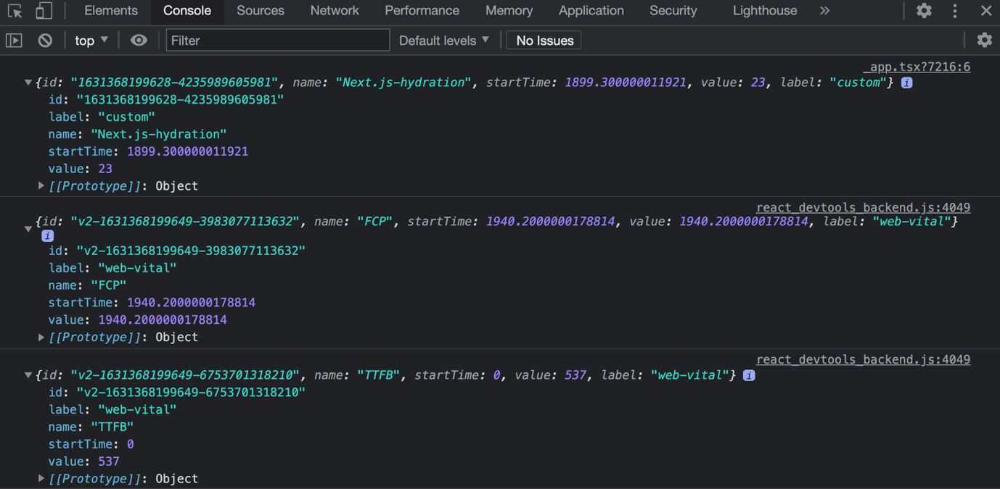 Elements Console Sources Network Performance Memory Application Security Lighthouse »
top ▼ Filter Default levels ▼ No Issues
_app.tsx?7216:6
▼{id: "1631368199628-4235989605981", name: "Next.js-hydration", startTime: 1899.300000011921, value: 23, label: "custom"} i
id: "1631368199628-4235989605981"
label: "custom"
name: "Next.js-hydration"
startTime: 1899.300000011921
value: 23
▶[[Prototype]]: Object
react_devtools_backend.js:4049
▼{id: "v2-1631368199649-3983077113632", name: "FCP", startTime: 1940.2000000178814, value: 1940.2000000178814, label: "web-vital"}
i
id: "v2-1631368199649-3983077113632"
label: "web-vital"
name: "FCP"
startTime: 1940.2000000178814
value: 1940.2000000178814
▶[[Prototype]]: Object
react_devtools_backend.js:4049
▼{id: "v2-1631368199649-6753701318210", name: "TTFB", startTime: 0, value: 537, label: "web-vital"} i
id: "v2-1631368199649-6753701318210"
label: "web-vital"
name: "TTFB"
startTime: 0
value: 537
▶[[Prototype]]: Object